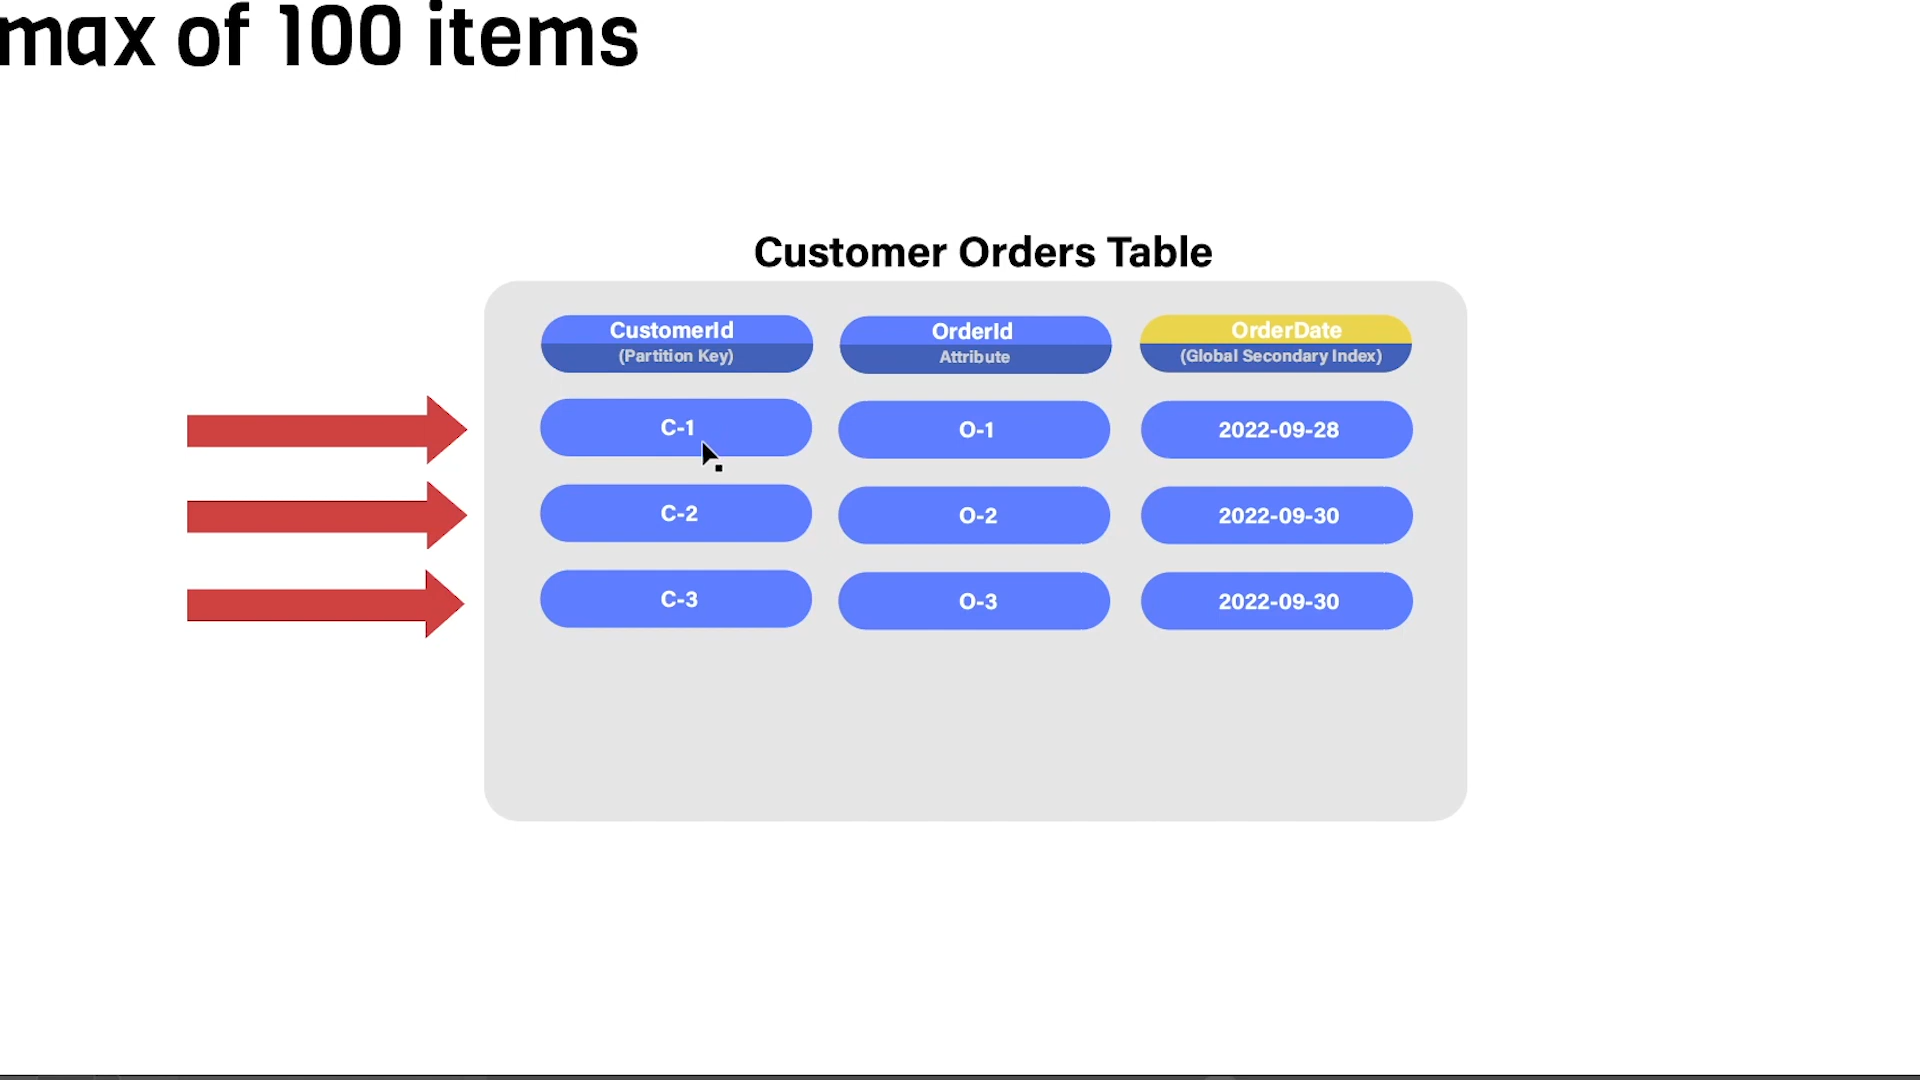 max of 100 items
Customer Orders Table
CustomerId OrderId OrderDate
(Partition Key) Attribute (Global Secondary Index)
C-1 O-1 2022-09-28
C-2 O-2 2022-09-30
C-3 O-3 2022-09-30